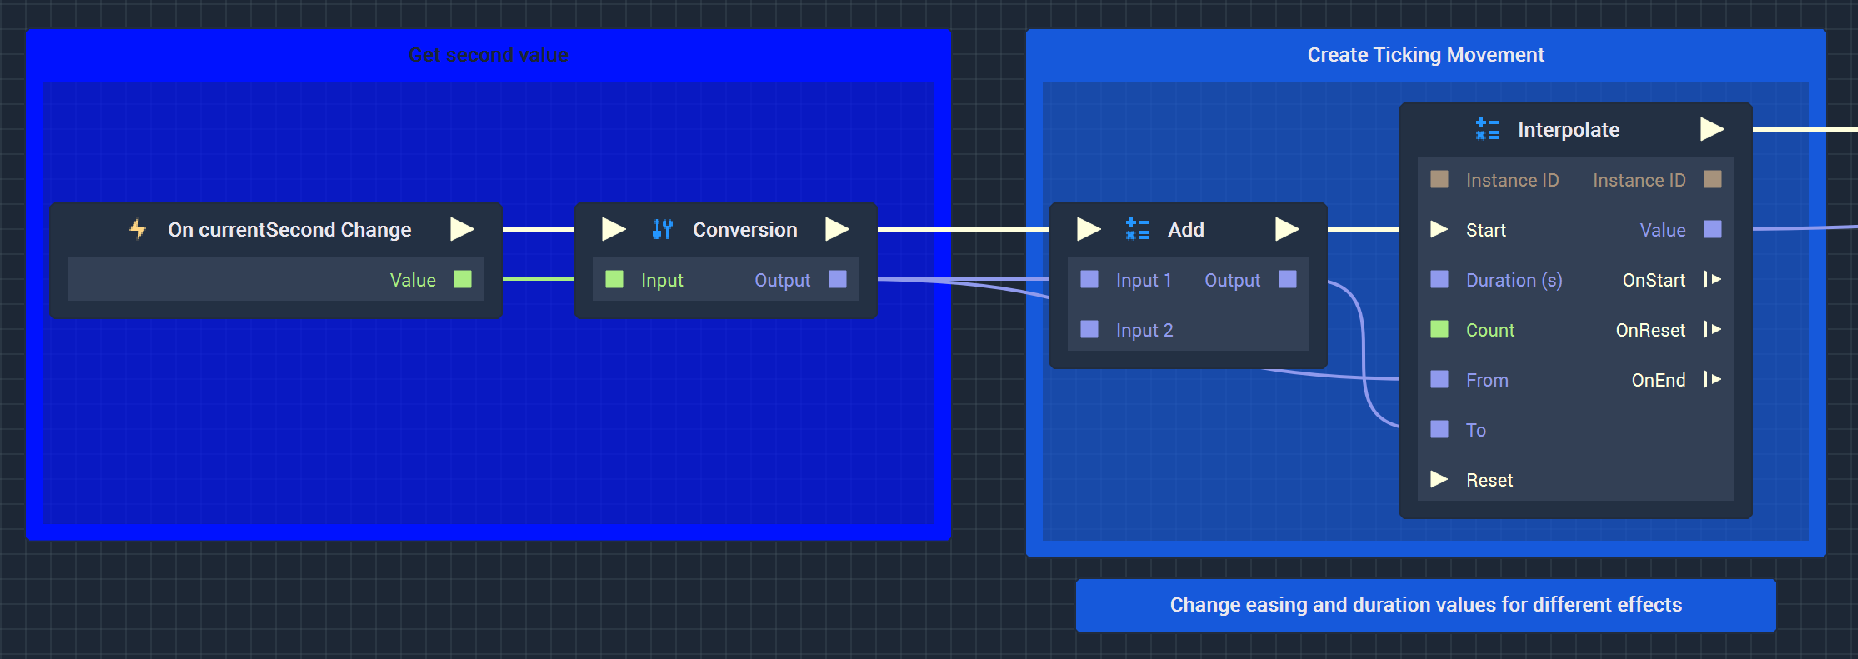 Get second value
On currentSecond Change
Value
Conversion
Input Output
Create Ticking Movement
Add
Input 1 Output
Input 2
Interpolate
Instance ID Instance ID
Start Value
Duration (s) OnStart
Count OnReset
From OnEnd
To
Reset
Change easing and duration values for different effects